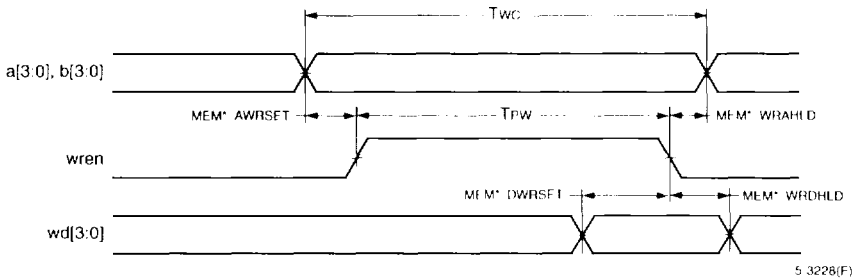 TWC
a[3:0], b[3:0]
MEM* AWRSET
TPW
MEM* WRAHLD
wren
MEM* DWRSET
MEM* WRDHLD
wd[3:0]
5 3228(F)